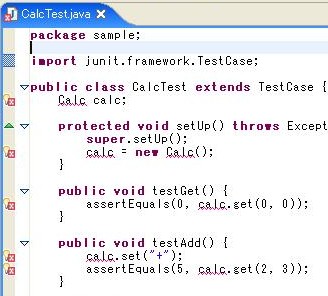 CalcTest.java
package sample;
import junit.framework.TestCase;
public class CalcTest extends TestCase {
Calc calc;
protected void setUp() throws Except
super.setUp();
calc = new Calc();
}
public void testGet() {
assertEquals(0, calc.get(0, 0));
}
public void testAdd() {
calc.set("+");
assertEquals(5, calc.get(2, 3));
}